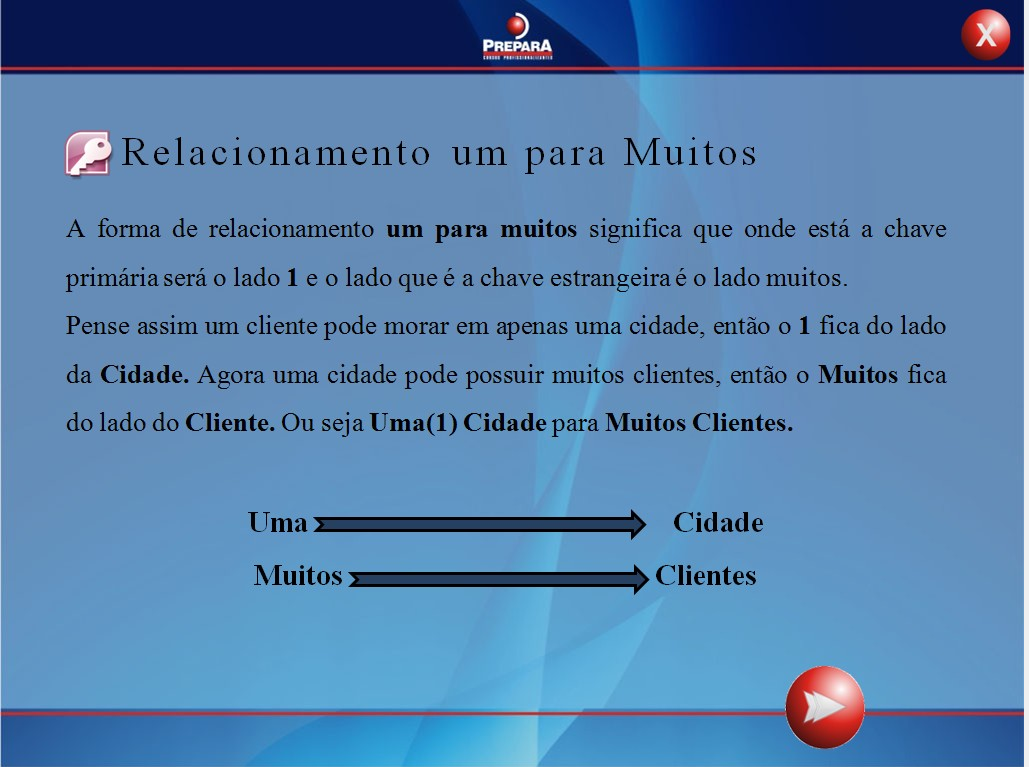 PREPARA
CURSOS PROFISSIONALIZANTES
X
Relacionamento um para Muitos
A forma de relacionamento um para muitos significa que onde está a chave
primária será o lado 1 e o lado que é a chave estrangeira é o lado muitos.
Pense assim um cliente pode morar em apenas uma cidade, então o 1 fica do lado
da Cidade. Agora uma cidade pode possuir muitos clientes, então o Muitos fica
do lado do Cliente. Ou seja Uma(1) Cidade para Muitos Clientes.
Uma Cidade
Muitos Clientes